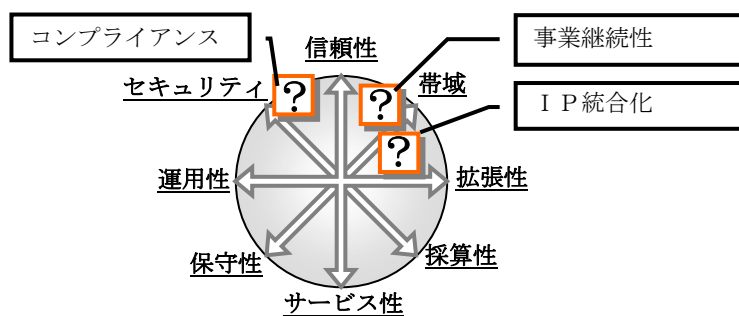 コンプライアンス
信頼性
事業継続性
セキュリティ
?
?
帯域
IP統合化
?
運用性
拡張性
保守性
採算性
サービス性